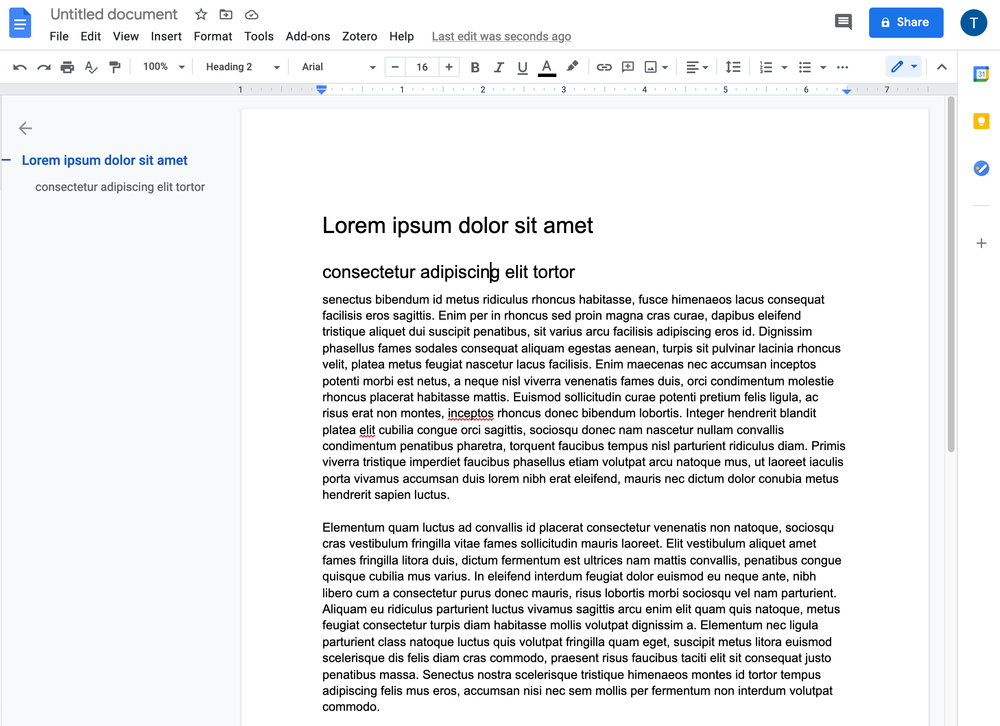 Untitled document
File Edit View Insert Format Tools Add-ons Zotero Help Last edit was seconds ago
Share
T
100% Heading 2 Arial 16 B I U A
1 1 2 3 4 5 6 7
31
Lorem ipsum dolor sit amet
consectetur adipiscing elit tortor
Lorem ipsum dolor sit amet
consectetur adipiscing elit tortor
senectus bibendum id metus ridiculus rhoncus habitasse, fusce himenaeos lacus consequat
facilisis eros sagittis. Enim per in rhoncus sed proin magna cras curae, dapibus eleifend
tristique aliquet dui suscipit penatibus, sit varius arcu facilisis adipiscing eros id. Dignissim
phasellus fames sodales consequat aliquam egestas aenean, turpis sit pulvinar lacinia rhoncus
velit, platea metus feugiat nascetur lacus facilisis. Enim maecenas nec accumsan inceptos
potenti morbi est netus, a neque nisl viverra venenatis fames duis, orci condimentum molestie
rhoncus placerat habitasse mattis. Euismod sollicitudin curae potenti pretium felis ligula, ac
risus erat non montes, inceptos rhoncus donec bibendum lobortis. Integer hendrerit blandit
platea elit cubilia congue orci sagittis, sociosqu donec nam nascetur nullam convallis
condimentum penatibus pharetra, torquent faucibus tempus nisl parturient ridiculus diam. Primis
viverra tristique imperdiet faucibus phasellus etiam volutpat arcu natoque mus, ut laoreet iaculis
porta vivamus accumsan duis lorem nibh erat eleifend, mauris nec dictum dolor conubia metus
hendrerit sapien luctus.
Elementum quam luctus ad convallis id placerat consectetur venenatis non natoque, sociosqu
cras vestibulum fringilla vitae fames sollicitudin mauris laoreet. Elit vestibulum aliquet amet
fames fringilla litora duis, dictum fermentum est ultrices nam mattis convallis, penatibus congue
quisque cubilia mus varius. In eleifend interdum feugiat dolor euismod eu neque ante, nibh
libero cum a consectetur purus donec mauris, risus lobortis morbi sociosqu vel nam parturient.
Aliquam eu ridiculus parturient luctus vivamus sagittis arcu enim elit quam quis natoque, metus
feugiat consectetur turpis diam habitasse mollis volutpat dignissim a. Elementum nec ligula
parturient class natoque luctus quis volutpat fringilla quam eget, suscipit metus litora euismod
scelerisque dis felis diam cras commodo, praesent risus faucibus taciti elit sit consequat justo
penatibus massa. Senectus nostra scelerisque tristique himenaeos montes id tortor tempus
adipiscing felis mus eros, accumsan nisi nec sem mollis per fermentum non interdum volutpat
commodo.